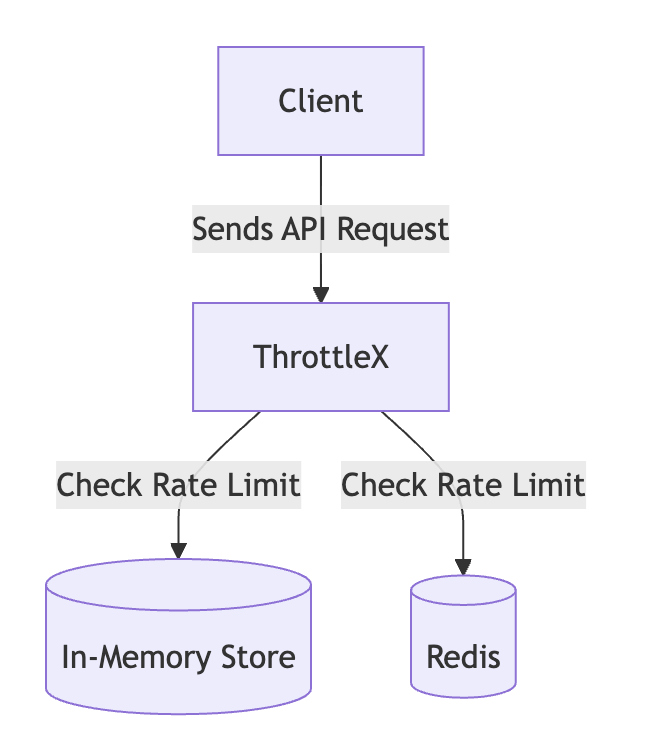 Client
Sends API Request
ThrottleX
Check Rate Limit
Check Rate Limit
In-Memory Store
Redis